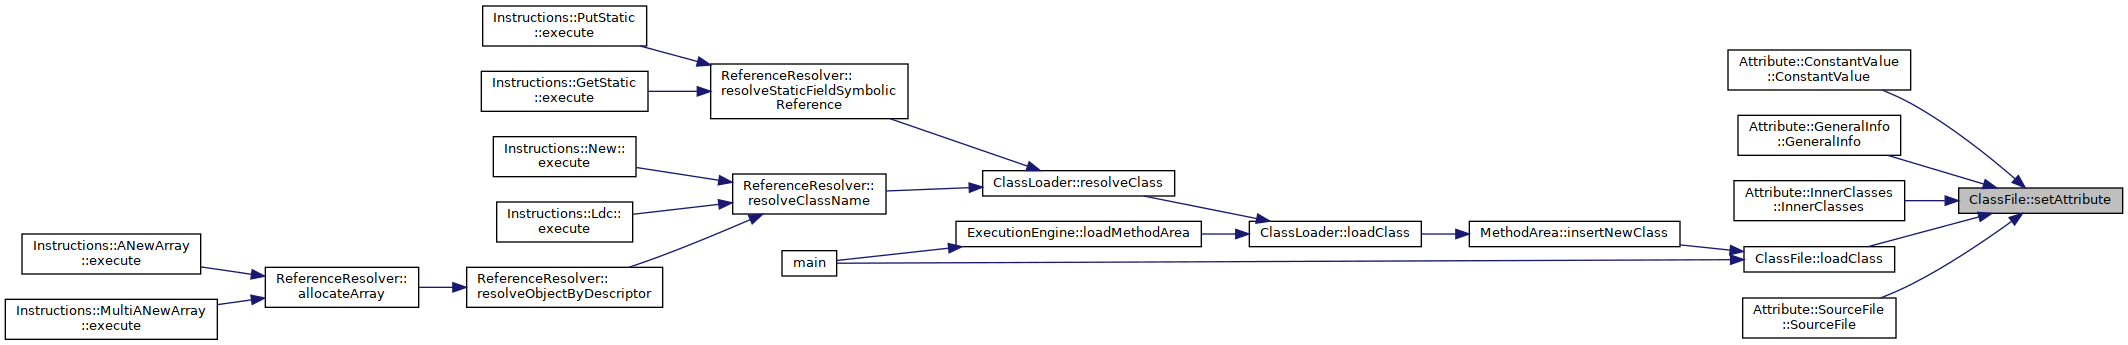 Instructions::PutStatic
::execute
Instructions::GetStatic
::execute
ReferenceResolver::
resolveStaticFieldSymbolic
Reference
Instructions::New::
execute
Instructions::Ldc::
execute
ReferenceResolver::
resolveClassName
Instructions::ANewArray
::execute
Instructions::MultiANewArray
::execute
ReferenceResolver::
allocateArray
ReferenceResolver::
resolveObjectByDescriptor
main
ExecutionEngine::loadMethodArea
ClassLoader::resolveClass
ClassLoader::loadClass
MethodArea::insertNewClass
Attribute::ConstantValue
::ConstantValue
Attribute::GeneralInfo
::GeneralInfo
Attribute::InnerClasses
::InnerClasses
ClassFile::loadClass
Attribute::SourceFile
::SourceFile
ClassFile::setAttribute